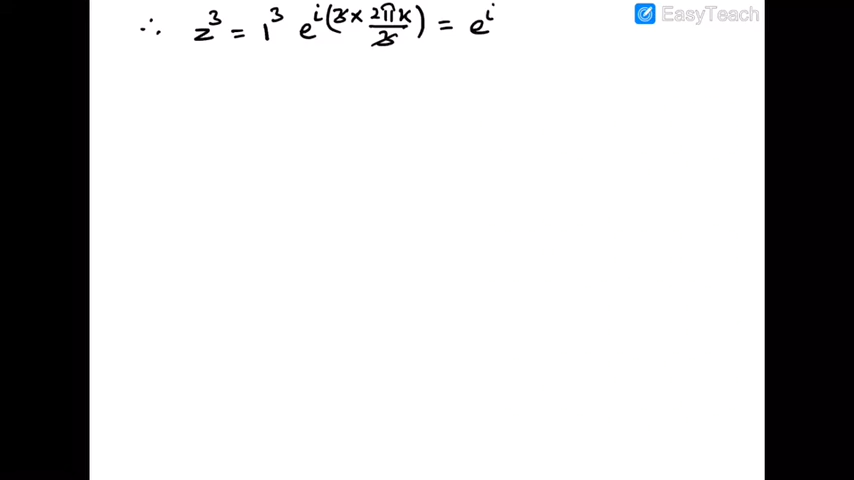 ∴ z³ = 1³ e^{i(3 × 2πk/3)} = e^i
EasyTeach